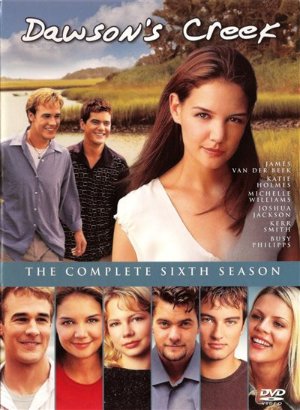 Dawson's Creek
JAMES
VAN DER BEEK
KATIE
HOLMES
MICHELLE
WILLIAMS
JOSHUA
JACKSON
KERR
SMITH
BUSY
PHILIPPS
THE COMPLETE SIXTH SEASON
DVD
VIDEO